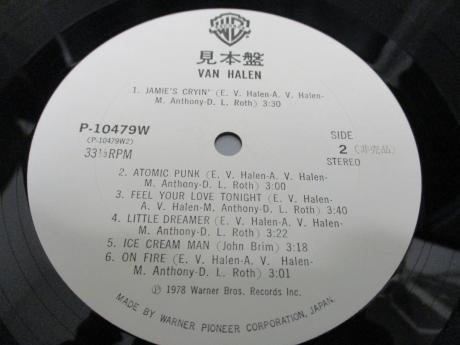 見本盤
VAN HALEN
1. JAMIE'S CRYIN' (E. V. Halen-A. V. Halen-
M. Anthony-D. L. Roth) 3:30
P-10479W
(P-10479W2)
33⅓RPM
SIDE
2 (非売品)
STEREO
2. ATOMIC PUNK (E. V. Halen-A. V. Halen-
M. Anthony-D. L. Roth) 3:00
3. FEEL YOUR LOVE TONIGHT (E. V. Halen-
A. V. Halen-M. Anthony-D. L. Roth) 3:40
4. LITTLE DREAMER (E. V. Halen-A. V. Halen-
M. Anthony-D. L. Roth) 3:22
5. ICE CREAM MAN (John Brim) 3:18
6. ON FIRE (E. V. Halen-A. V. Halen-
M. Anthony-D. L. Roth) 3:01
Ⓟ 1978 Warner Bros. Records Inc.
MADE BY WARNER PIONEER CORPORATION, JAPAN.